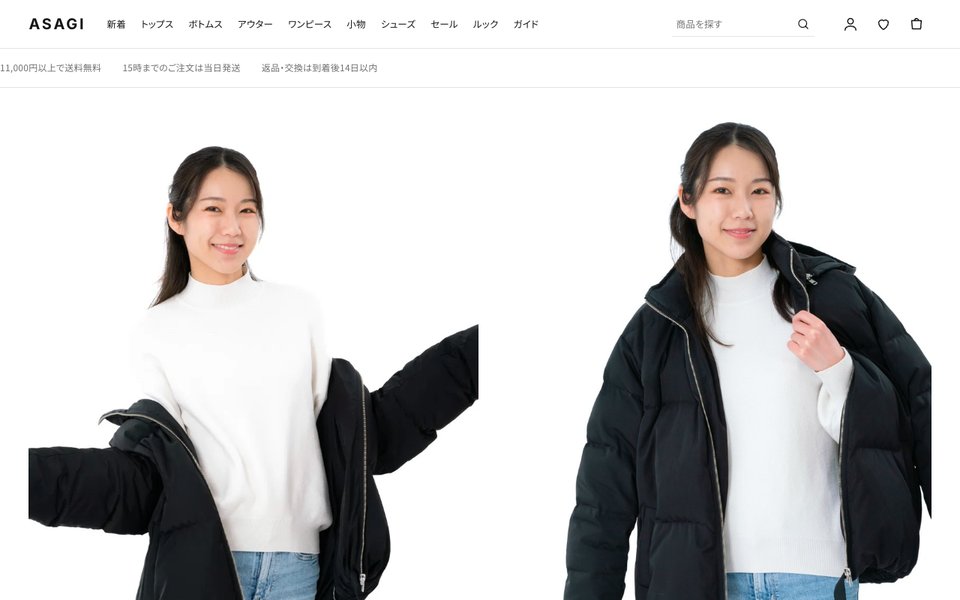 ASAGI 新着 トップス ボトムス アウター ワンピース 小物 シューズ セール ルック ガイド 商品を探す
11,000円以上で送料無料 15時までのご注文は当日発送 返品・交換は到着後14日以内